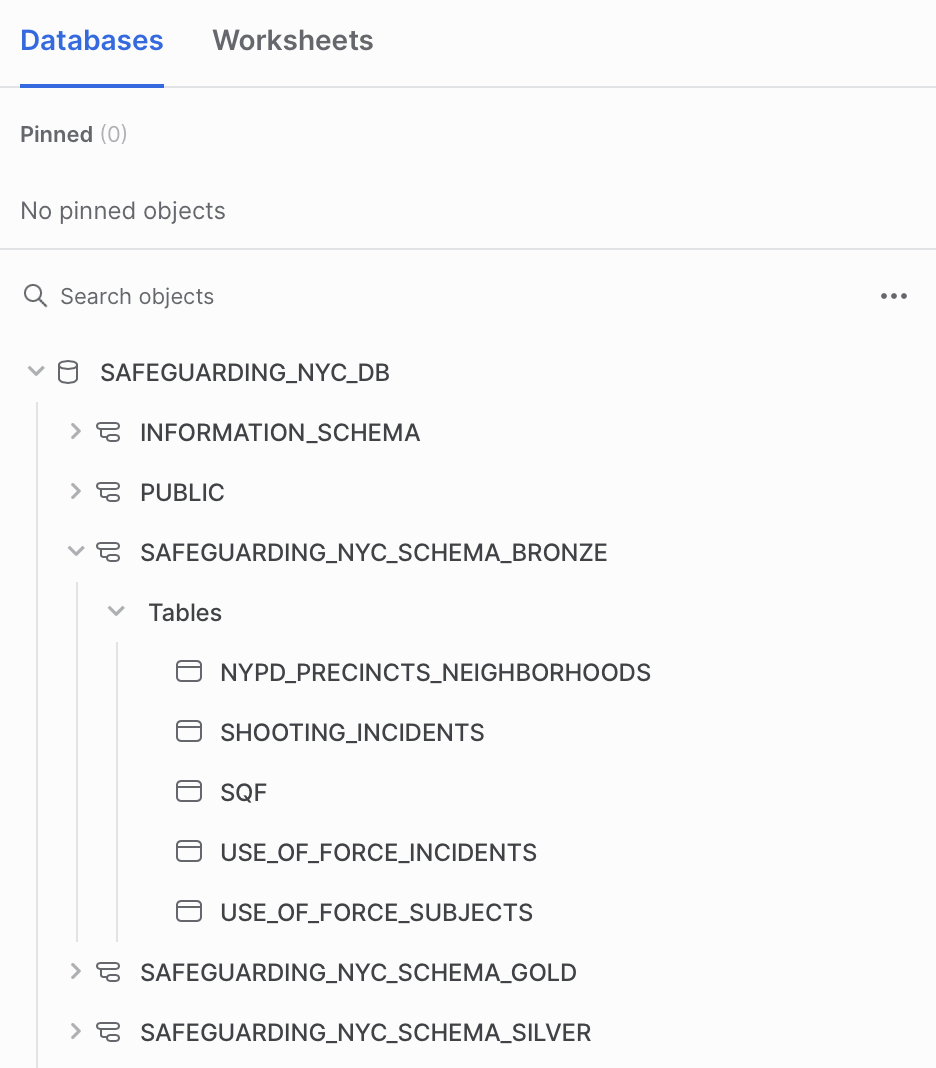 Databases Worksheets
Pinned (0)
No pinned objects
Search objects
SAFEGUARDING_NYC_DB
INFORMATION_SCHEMA
PUBLIC
SAFEGUARDING_NYC_SCHEMA_BRONZE
Tables
NYPD_PRECINCTS_NEIGHBORHOODS
SHOOTING_INCIDENTS
SQF
USE_OF_FORCE_INCIDENTS
USE_OF_FORCE_SUBJECTS
SAFEGUARDING_NYC_SCHEMA_GOLD
SAFEGUARDING_NYC_SCHEMA_SILVER